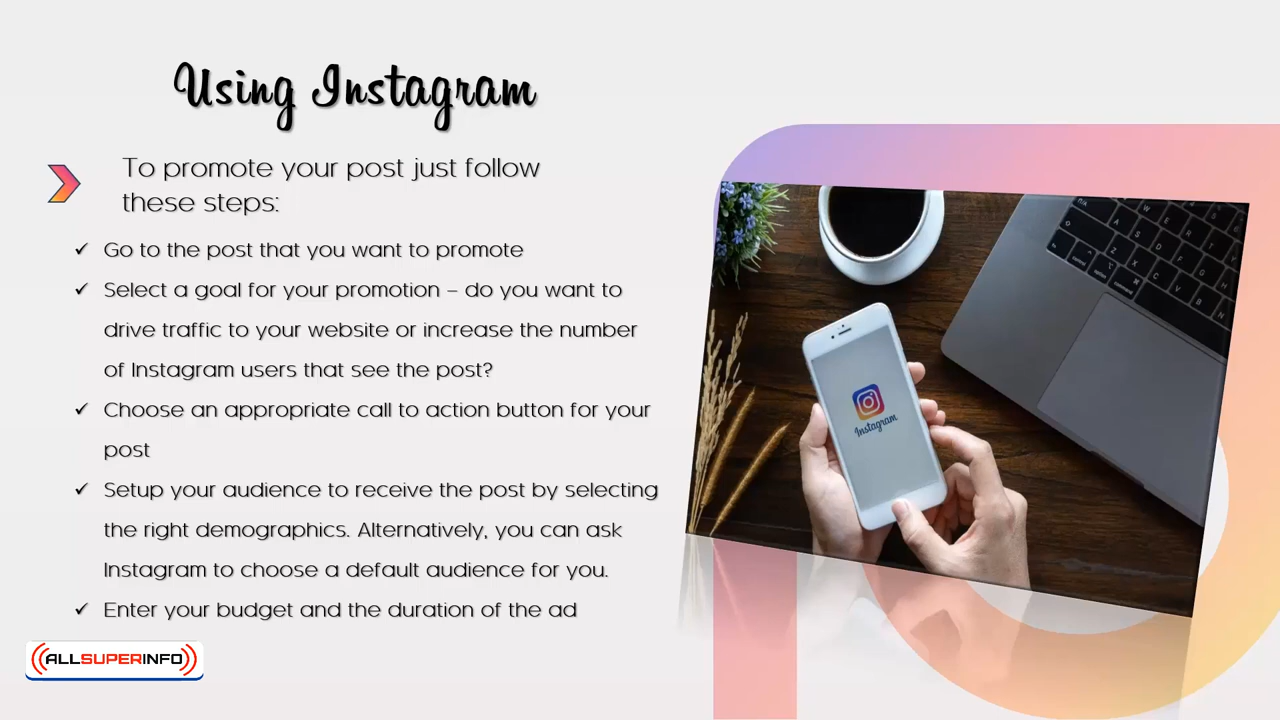 Using Instagram
To promote your post just follow
these steps:
Go to the post that you want to promote
Select a goal for your promotion – do you want to
drive traffic to your website or increase the number
of Instagram users that see the post?
Choose an appropriate call to action button for your
post
Setup your audience to receive the post by selecting
the right demographics. Alternatively, you can ask
Instagram to choose a default audience for you.
Enter your budget and the duration of the ad
ALLSUPERINFO
Instagram